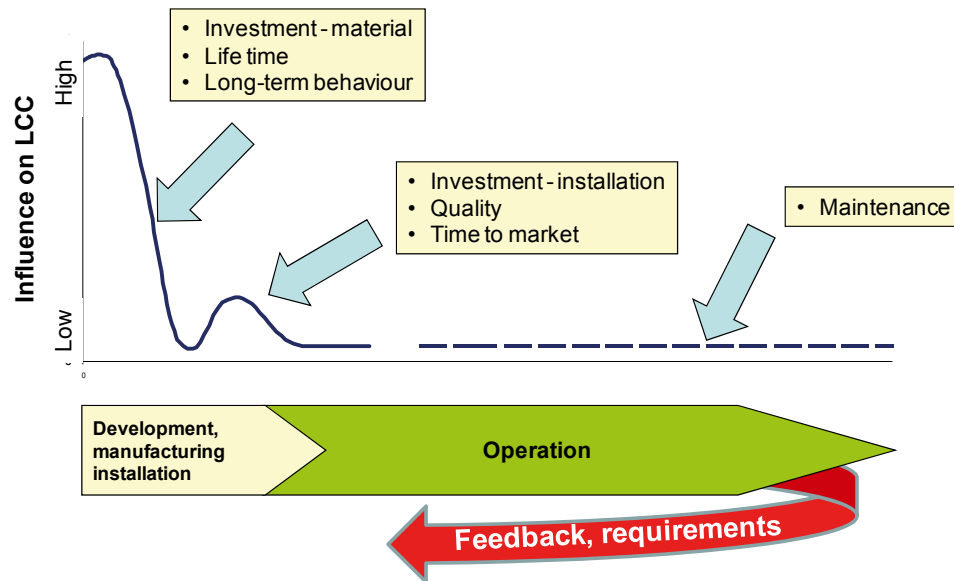 • Investment - material
• Life time
• Long-term behaviour
High
Influence on LCC
Low
• Investment - installation
• Quality
• Time to market
• Maintenance
0
Development,
manufacturing
installation
Operation
Feedback, requirements